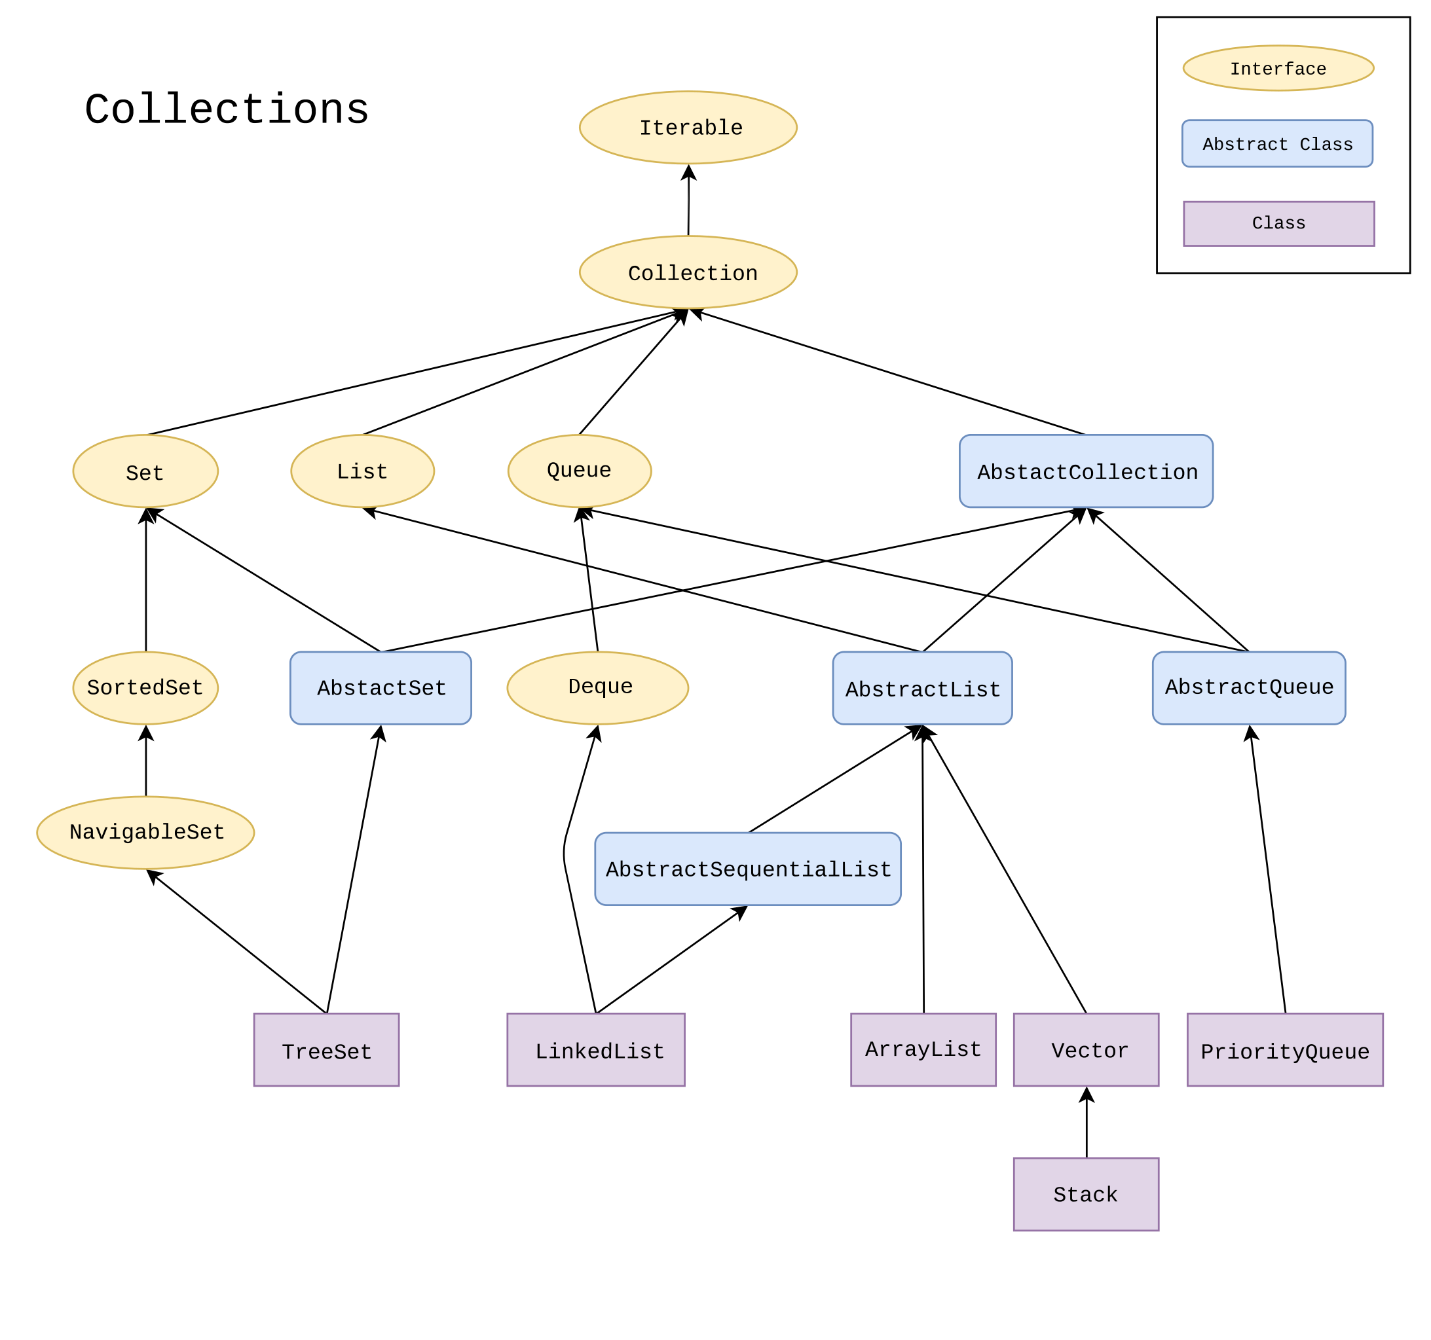 Collections
Interface
Abstract Class
Class
Iterable
Collection
Set
List
Queue
AbstactCollection
SortedSet
AbstactSet
Deque
AbstractList
AbstractQueue
NavigableSet
AbstractSequentialList
TreeSet
LinkedList
ArrayList
Vector
PriorityQueue
Stack